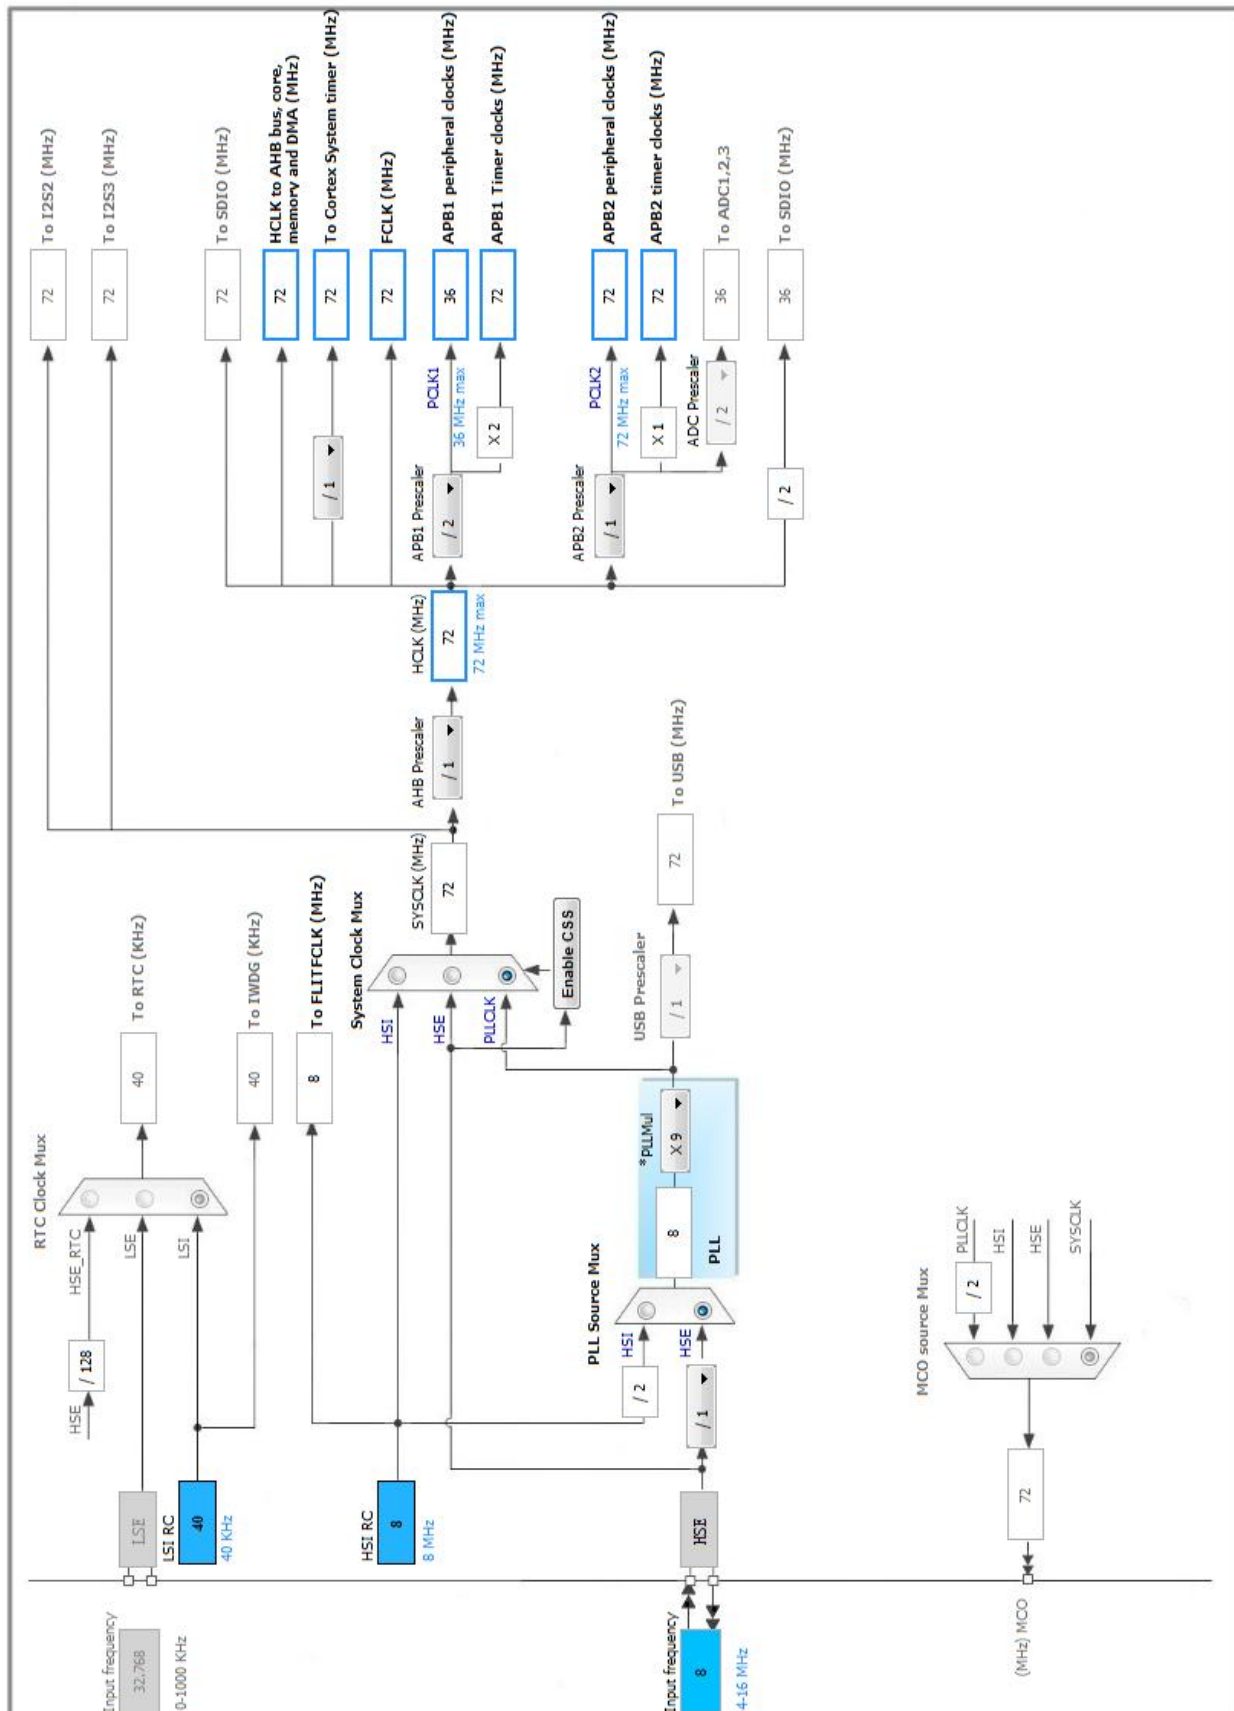 Input frequency
32.768
0-1000 KHz
LSE
LSI RC
40
40 KHz
HSE
/ 128
HSE_RTC
LSE
LSI
RTC Clock Mux
40
To RTC (KHz)
40
To IWDG (KHz)
8
To FLITFCLK (MHz)
HSI RC
8
8 MHz
Input frequency
8
4-16 MHz
HSE
/ 1
/ 2
HSI
HSE
PLL Source Mux
8
PLL
*PLLMul
X 9
USB Prescaler
/ 1
72
To USB (MHz)
System Clock Mux
HSI
HSE
PLLCLK
Enable CSS
SYSCLK (MHz)
72
AHB Prescaler
/ 1
HCLK (MHz)
72
72 MHz max
72
To I2S2 (MHz)
72
To I2S3 (MHz)
72
To SDIO (MHz)
72
HCLK to AHB bus, core,
memory and DMA (MHz)
/ 1
72
To Cortex System timer (MHz)
72
FCLK (MHz)
APB1 Prescaler
/ 2
PCLK1
36 MHz max
36
APB1 peripheral clocks (MHz)
X 2
72
APB1 Timer clocks (MHz)
APB2 Prescaler
/ 1
PCLK2
72 MHz max
72
APB2 peripheral clocks (MHz)
X 1
72
APB2 timer clocks (MHz)
ADC Prescaler
/ 2
36
To ADC1,2,3
/ 2
36
To SDIO (MHz)
(MHz) MCO
72
MCO source Mux
/ 2
PLLCLK
HSI
HSE
SYSCLK